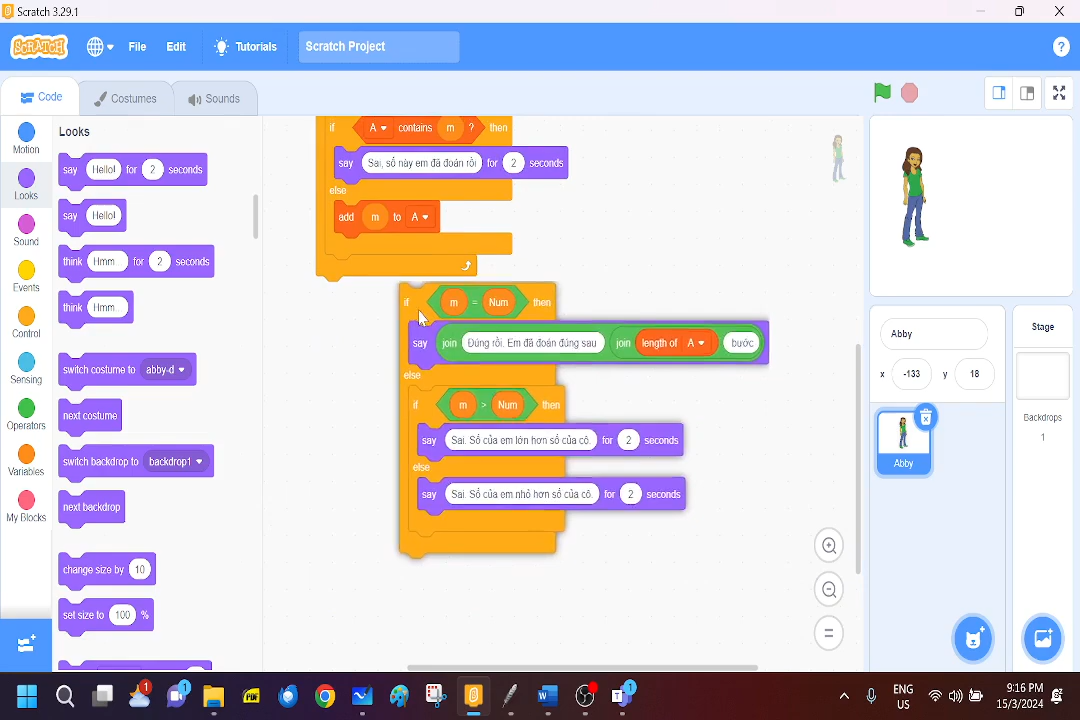 Scratch 3.29.1
SCRATCH
File
Edit
Tutorials
Scratch Project
Code
Costumes
Sounds
Motion
Looks
Sound
Events
Control
Sensing
Operators
Variables
My Blocks
Looks
say Hello! for 2 seconds
say Hello!
think Hmm for 2 seconds
think Hmm
switch costume to abby-d
next costume
switch backdrop to backdrop1
next backdrop
change size by 10
set size to 100 %
if A contains m ? then
say Sai, số này em đã đoán rồi for 2 seconds
else
add m to A
if m = Num then
say join Đúng rồi. Em đã đoán đúng sau join length of A bước
else
if m > Num then
say Sai. Số của em lớn hơn số của cô. for 2 seconds
else
say Sai. Số của em nhỏ hơn số của cô. for 2 seconds
Abby
x -133 y 18
Abby
Stage
Backdrops
1
1
PDF
1
ENG
US
9:16 PM
15/3/2024